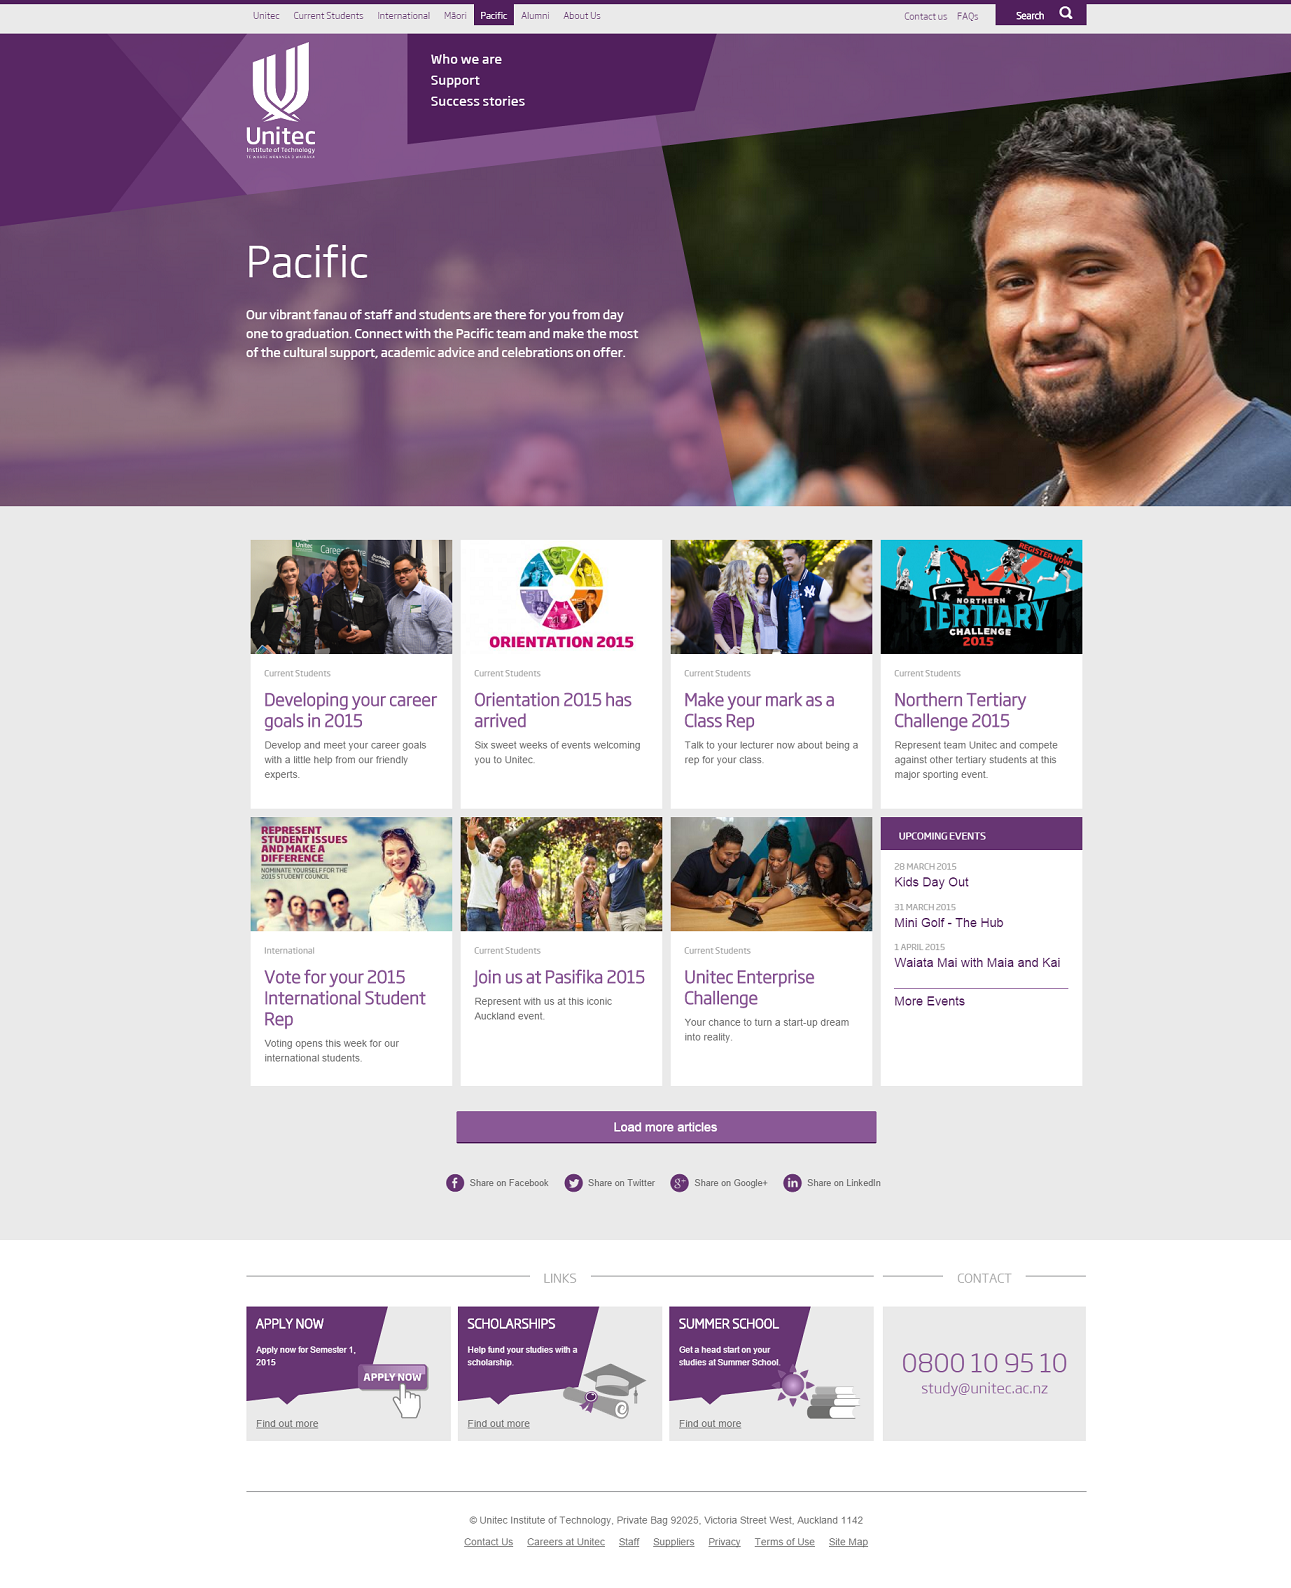 Unitec Current Students International Māori Pacific Alumni About Us Contact us FAQs Search
Who we are
Support
Success stories
Unitec
Institute of Technology
TE WHARE WĀNANGA O WAIRAKA
Pacific
Our vibrant fanau of staff and students are there for you from day
one to graduation. Connect with the Pacific team and make the most
of the cultural support, academic advice and celebrations on offer.
Unitec
Current Students
Developing your career
goals in 2015
Develop and meet your career goals
with a little help from our friendly
experts.
ORIENTATION 2015
Current Students
Orientation 2015 has
arrived
Six sweet weeks of events welcoming
you to Unitec.
Current Students
Make your mark as a
Class Rep
Talk to your lecturer now about being a
rep for your class.
REGISTER NOW!
NORTHERN
TERTIARY
CHALLENGE
2015
Current Students
Northern Tertiary
Challenge 2015
Represent team Unitec and compete
against other tertiary students at this
major sporting event.
REPRESENT
STUDENT ISSUES
AND MAKE A
DIFFERENCE
NOMINATE YOURSELF FOR THE
2015 STUDENT COUNCIL
International
Vote for your 2015
International Student
Rep
Voting opens this week for our
international students.
Current Students
Join us at Pasifika 2015
Represent with us at this iconic
Auckland event.
Current Students
Unitec Enterprise
Challenge
Your chance to turn a start-up dream
into reality.
UPCOMING EVENTS
28 MARCH 2015
Kids Day Out
31 MARCH 2015
Mini Golf - The Hub
1 APRIL 2015
Waiata Mai with Maia and Kai
More Events
Load more articles
Share on Facebook Share on Twitter Share on Google+ Share on LinkedIn
LINKS
CONTACT
APPLY NOW
Apply now for Semester 1,
2015
APPLY NOW
Find out more
SCHOLARSHIPS
Help fund your studies with a
scholarship.
Find out more
SUMMER SCHOOL
Get a head start on your
studies at Summer School.
Find out more
0800 10 95 10
study@unitec.ac.nz
© Unitec Institute of Technology, Private Bag 92025, Victoria Street West, Auckland 1142
Contact Us Careers at Unitec Staff Suppliers Privacy Terms of Use Site Map